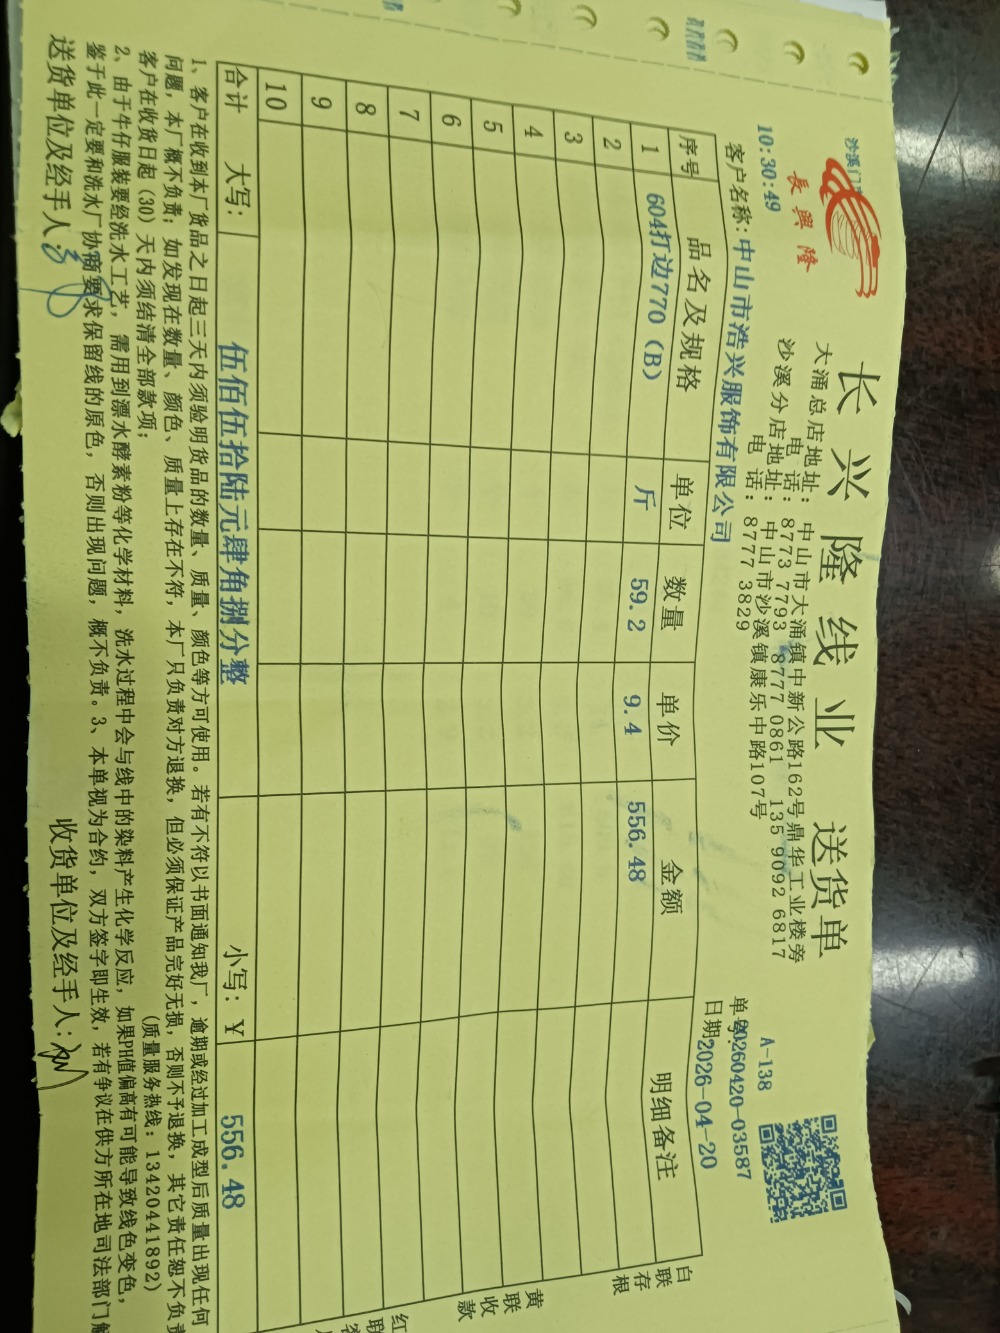 長興隆
沙溪门
长兴隆线业 送货单
大涌总店地址: 中山市大涌镇中新公路162号鼎华工业楼旁
电 话: 8773 7793 8777 0861 135 9092 6817
沙溪分店地址: 中山市沙溪镇康乐中路107号
电 话: 8777 3829
10:30:49
A-138
单号:20260420-03587
客户名称: 中山市浩兴服饰有限公司
日期2026-04-20
序号 品名及规格 单位 数量 单价 金额 明细备注
1 604打边770（B） 斤 59.2 9.4 556.48
2
3
4
5
6
7
8
9
10
合计 大写: 伍佰伍拾陆元肆角捌分整 小写: ￥ 556.48
白联存根
黄联收款
红联客
1、客户在收到本厂货品之日起三天内须验明货品的数量、质量、颜色等方可使用。若有不符以书面通知我厂，逾期或经过加工成型后质量出现任何
问题，本厂概不负责；如发现在数量、颜色、质量上存在不符，本厂只负责对方退换，但必须保证产品完好无损，否则不予退换，其它责任恕不负责
客户在收货日起（30）天内须结清全部款项；
(质量服务热线: 13420441892)
2、由于牛仔服装要经洗水工艺，需用到漂水酵素粉等化学材料，洗水过程中会与线中的染料产生化学反应，如果PH值偏高有可能导致线色变色，
鉴于此一定要和洗水厂协商要求保留线的原色，否则出现问题，概不负责。3、本单视为合约，双方签字即生效，若有争议在供方所在地司法部门解
送货单位及经手人:
收货单位及经手人: